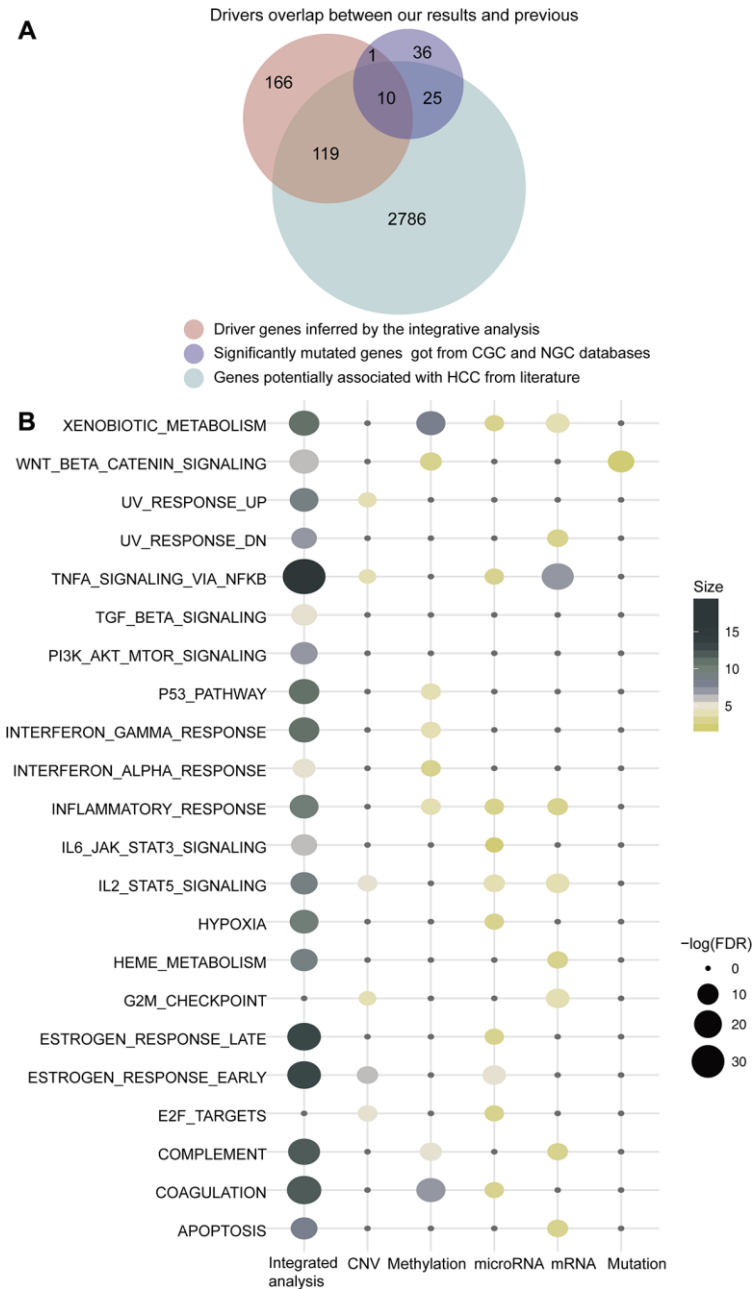 Drivers overlap between our results and previous
A
1
36
166
10
25
119
2786
Driver genes inferred by the integrative analysis
Significantly mutated genes got from CGC and NGC databases
Genes potentially associated with HCC from literature
B
XENOBIOTIC_METABOLISM
WNT_BETA_CATENIN_SIGNALING
UV_RESPONSE_UP
UV_RESPONSE_DN
TNFA_SIGNALING_VIA_NFKB
TGF_BETA_SIGNALING
PI3K_AKT_MTOR_SIGNALING
P53_PATHWAY
INTERFERON_GAMMA_RESPONSE
INTERFERON_ALPHA_RESPONSE
INFLAMMATORY_RESPONSE
IL6_JAK_STAT3_SIGNALING
IL2_STAT5_SIGNALING
HYPOXIA
HEME_METABOLISM
G2M_CHECKPOINT
ESTROGEN_RESPONSE_LATE
ESTROGEN_RESPONSE_EARLY
E2F_TARGETS
COMPLEMENT
COAGULATION
APOPTOSIS
Integrated
analysis
CNV
Methylation
microRNA
mRNA
Mutation
Size
15
10
5
−log(FDR)
0
10
20
30